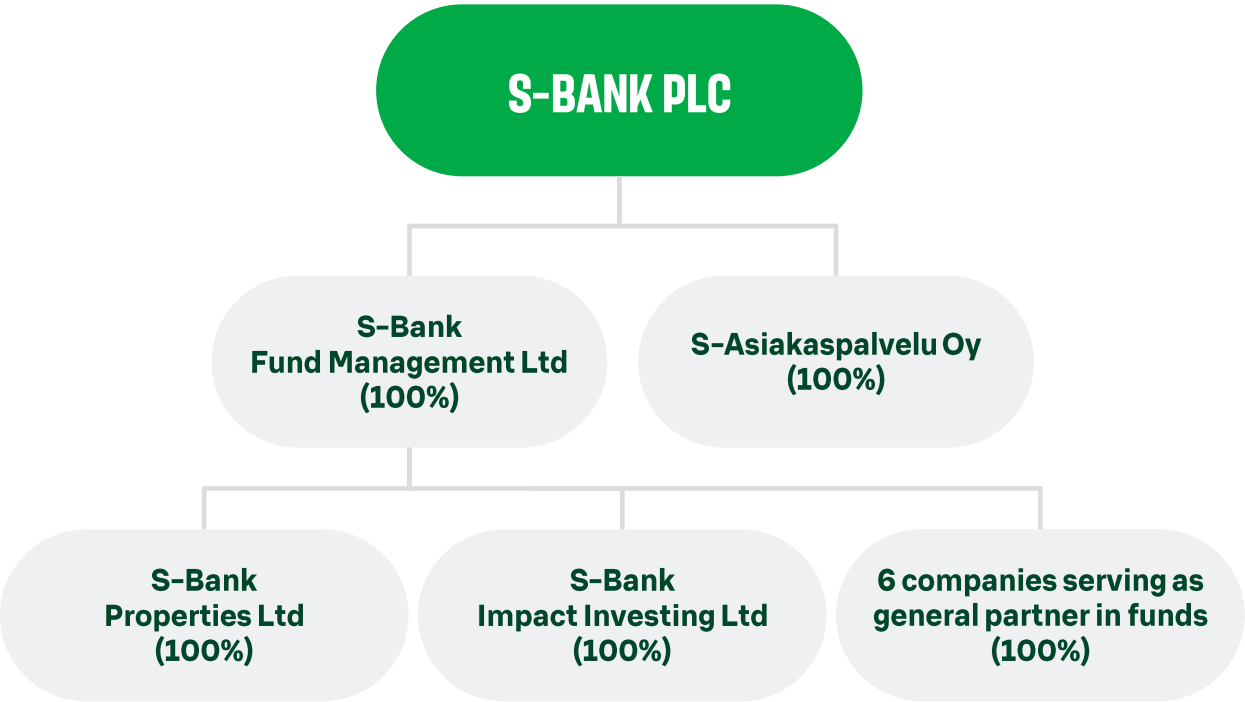 S-BANK PLC
S-Bank
Fund Management Ltd
(100%)
S-Asiakaspalvelu Oy
(100%)
S-Bank
Properties Ltd
(100%)
S-Bank
Impact Investing Ltd
(100%)
6 companies serving as
general partner in funds
(100%)